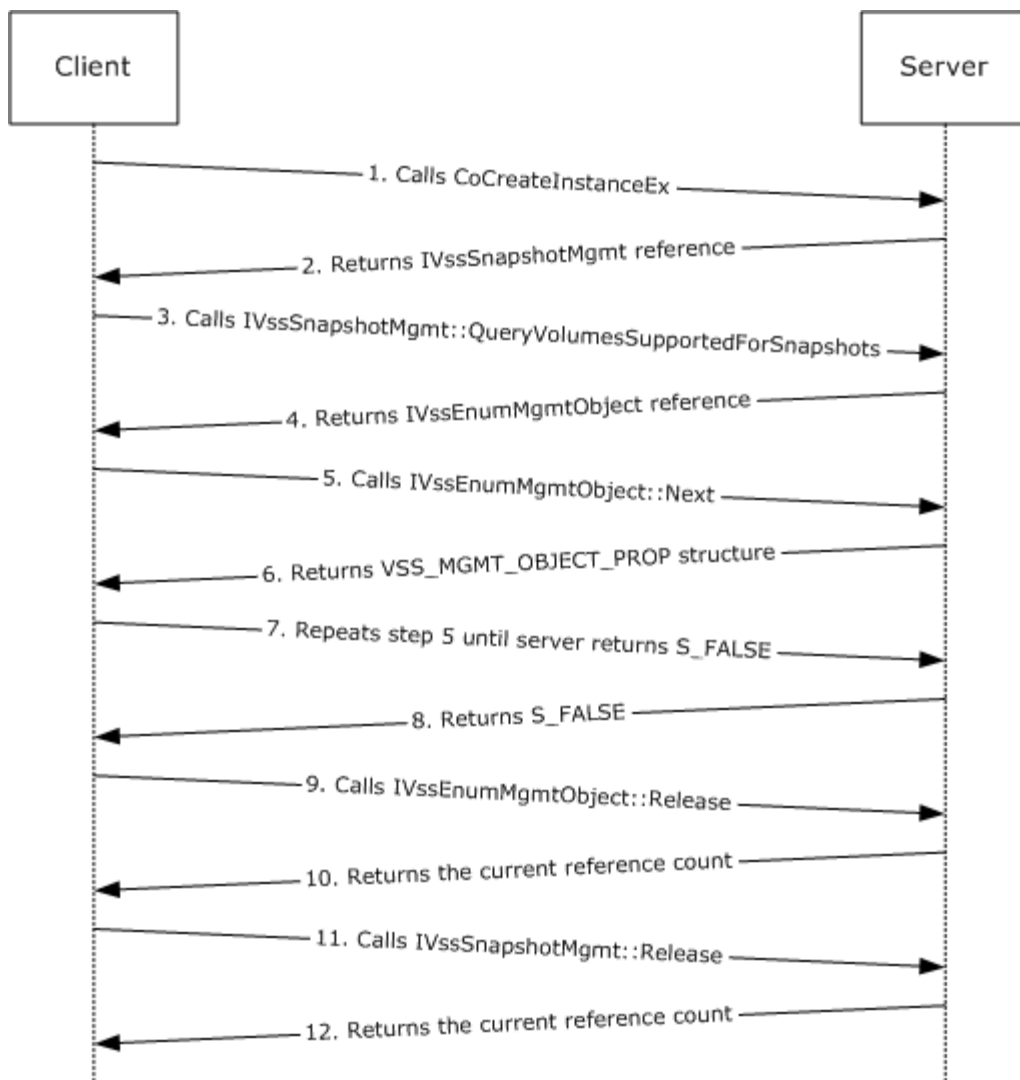 Client
Server
1. Calls CoCreateInstanceEx
2. Returns IVssSnapshotMgmt reference
3. Calls IVssSnapshotMgmt::QueryVolumesSupportedForSnapshots
4. Returns IVssEnumMgmtObject reference
5. Calls IVssEnumMgmtObject::Next
6. Returns VSS_MGMT_OBJECT_PROP structure
7. Repeats step 5 until server returns S_FALSE
8. Returns S_FALSE
9. Calls IVssEnumMgmtObject::Release
10. Returns the current reference count
11. Calls IVssSnapshotMgmt::Release
12. Returns the current reference count